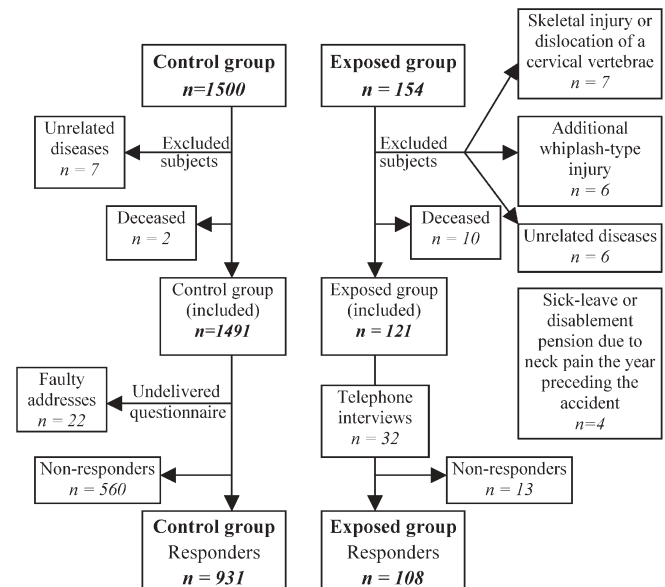 Control group
n=1500
Exposed group
n = 154
Skeletal injury or
dislocation of a
cervical vertebrae
n = 7
Unrelated
diseases
n = 7
Excluded
subjects
Excluded
subjects
Additional
whiplash-type
injury
n = 6
Deceased
n = 2
Deceased
n = 10
Unrelated diseases
n = 6
Control group
(included)
n=1491
Exposed group
(included)
n = 121
Sick-leave or
disablement
pension due to
neck pain the year
preceding the
accident
n=4
Faulty
addresses
n = 22
Undelivered
questionnaire
Telephone
interviews
n = 32
Non-responders
n = 560
Non-responders
n = 13
Control group
Responders
n = 931
Exposed group
Responders
n = 108